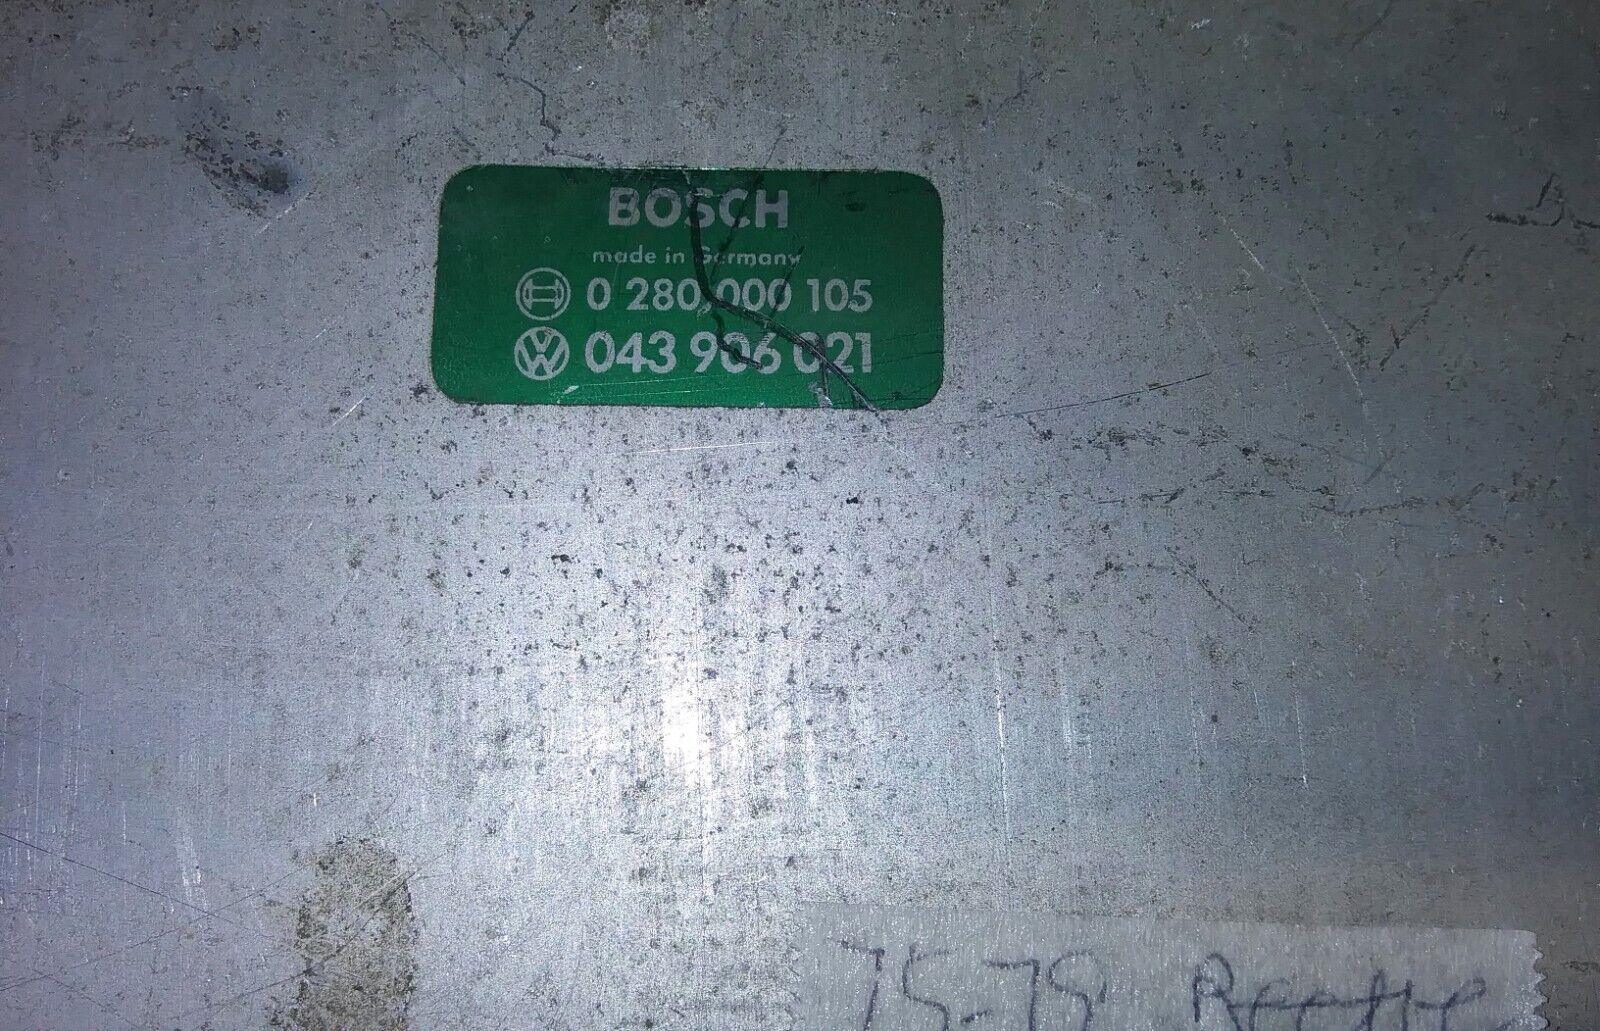 BOSCH
made in Germany
0 280 000 105
043 906 021
75-79 Beetle